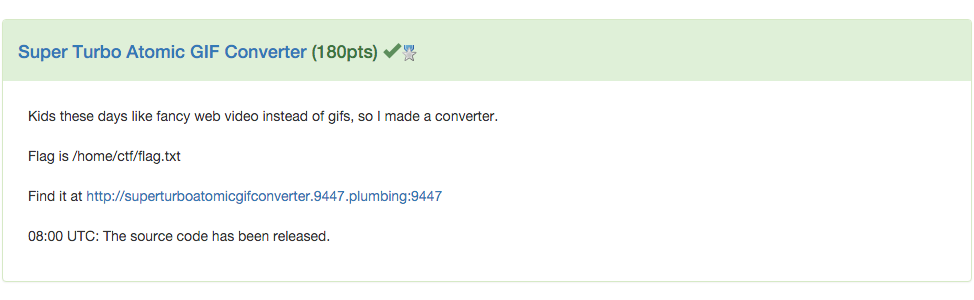 Super Turbo Atomic GIF Converter (180pts)
Kids these days like fancy web video instead of gifs, so I made a converter.
Flag is /home/ctf/flag.txt
Find it at http://superturboatomicgifconverter.9447.plumbing:9447
08:00 UTC: The source code has been released.